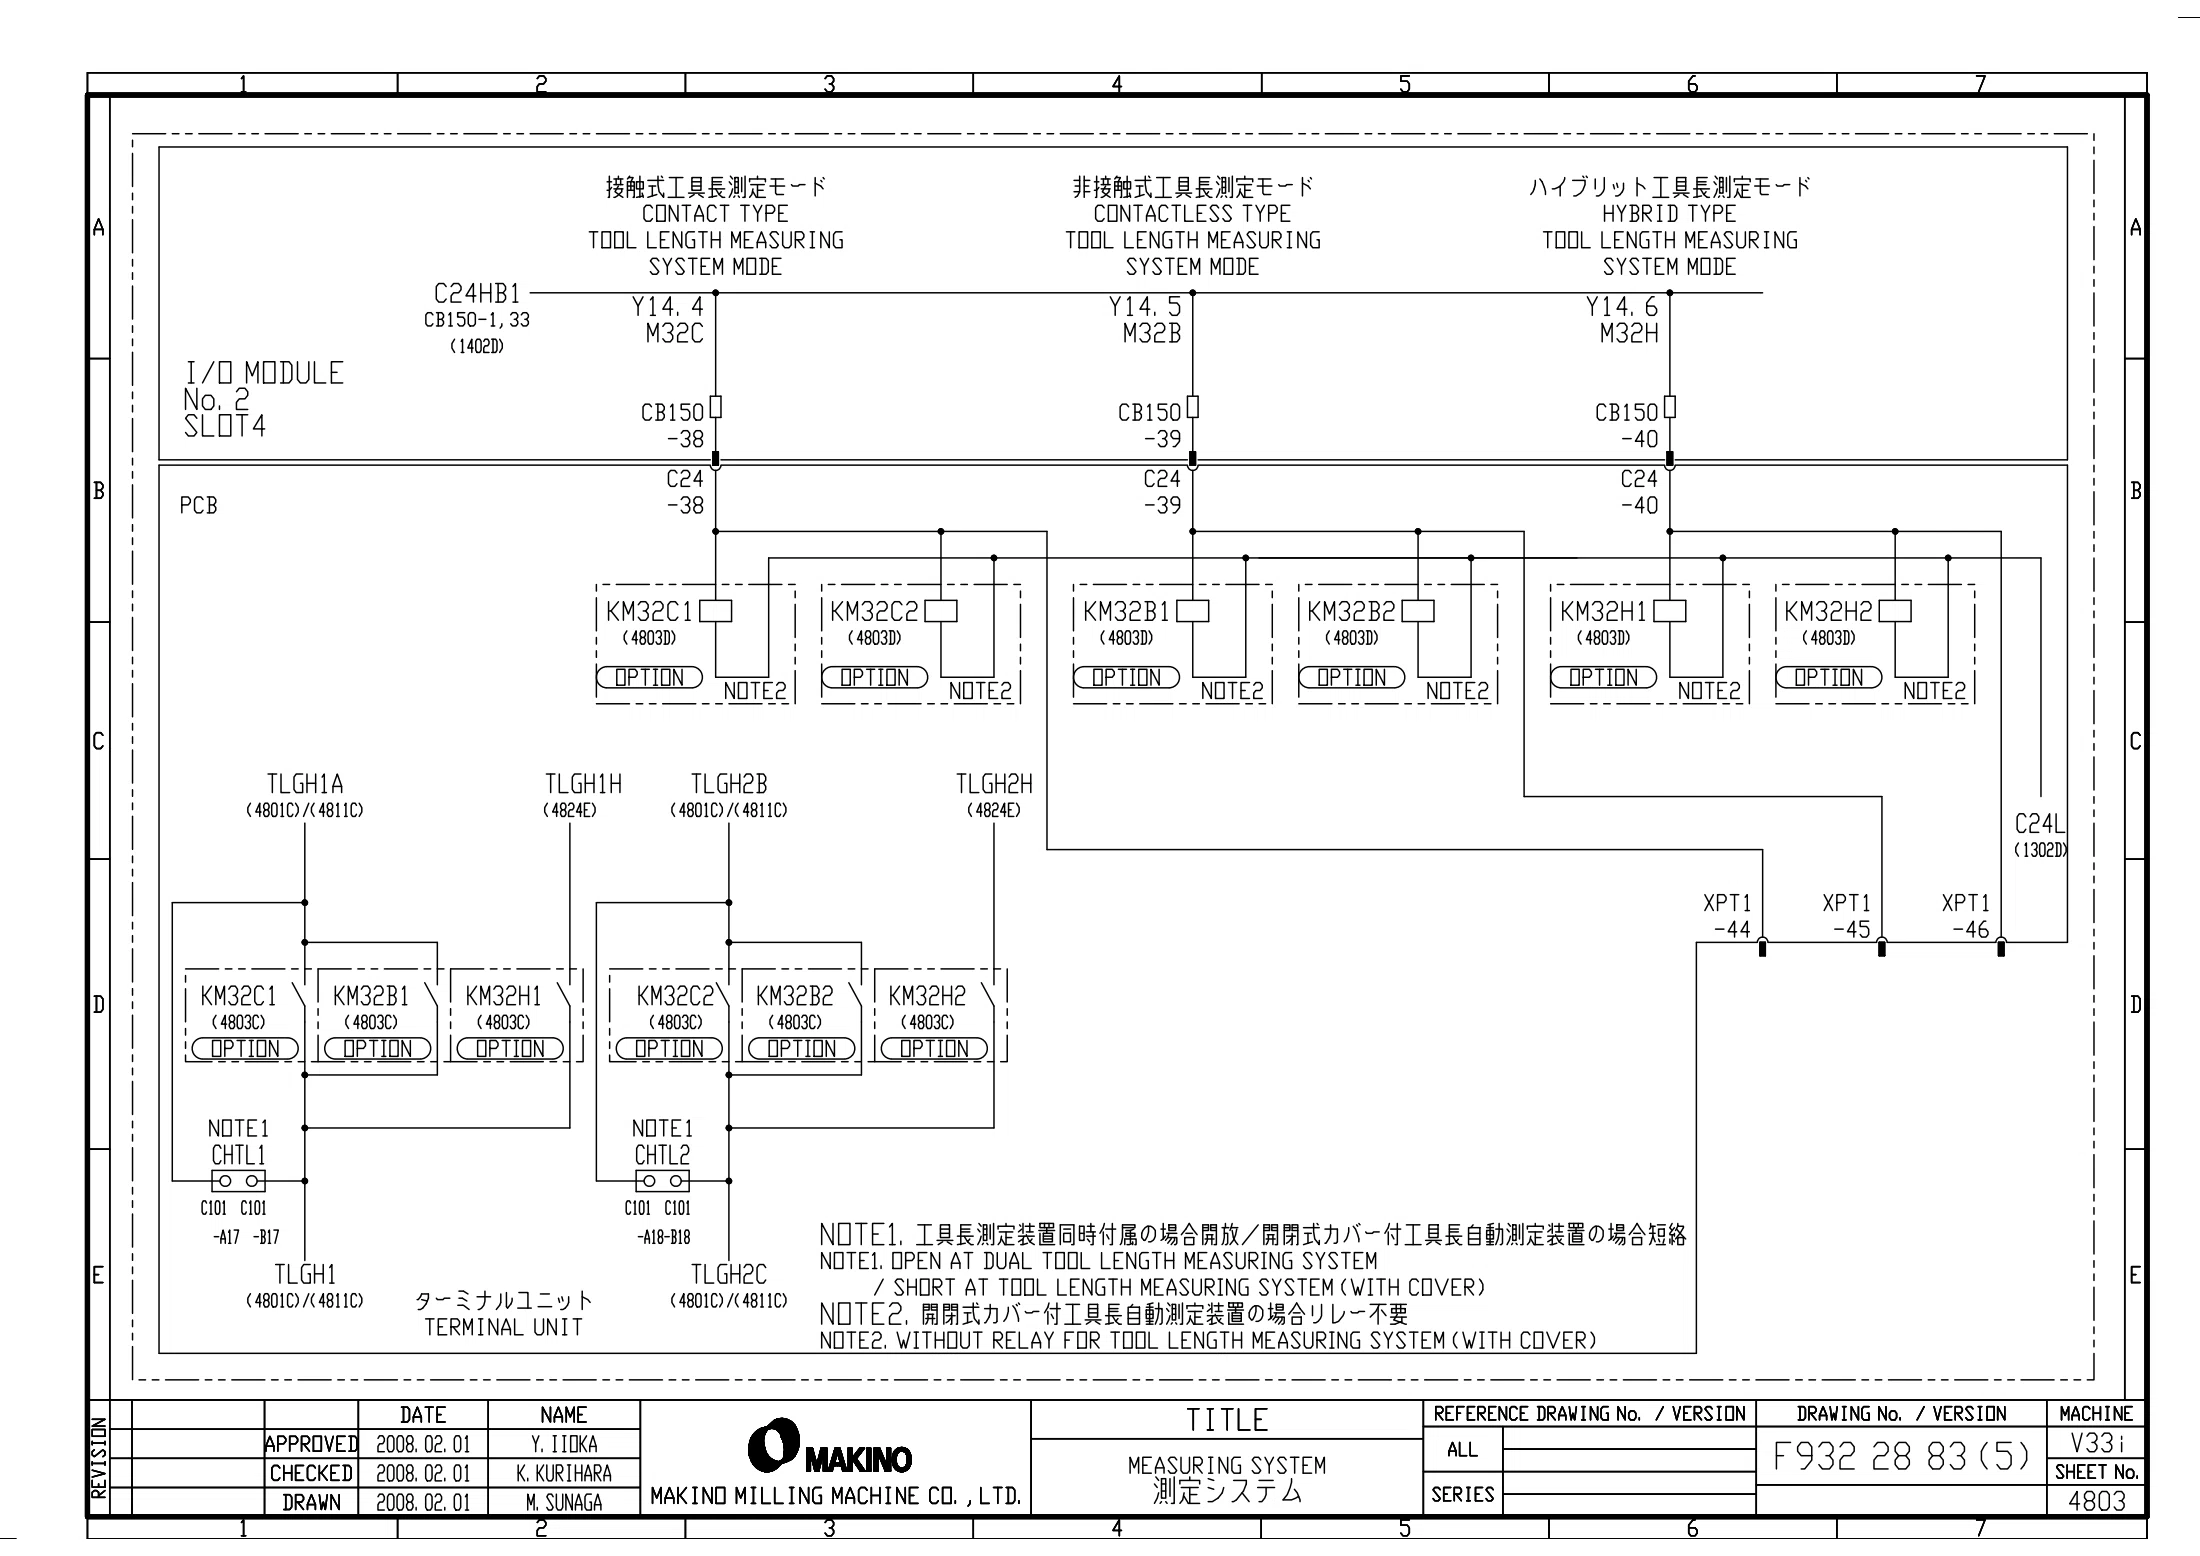 1 2 3 4 5 6 7
A
B
C
D
E
A
B
C
D
E
接触式工具長測定モード
CONTACT TYPE
TOOL LENGTH MEASURING
SYSTEM MODE
非接触式工具長測定モード
CONTACTLESS TYPE
TOOL LENGTH MEASURING
SYSTEM MODE
ハイブリット工具長測定モード
HYBRID TYPE
TOOL LENGTH MEASURING
SYSTEM MODE
C24HB1
CB150-1,33
(1402D)
Y14.4
M32C
Y14.5
M32B
Y14.6
M32H
I/O MODULE
No.2
SLOT4
CB150
-38
CB150
-39
CB150
-40
C24
-38
C24
-39
C24
-40
PCB
KM32C1
(4803D)
OPTION
NOTE2
KM32C2
(4803D)
OPTION
NOTE2
KM32B1
(4803D)
OPTION
NOTE2
KM32B2
(4803D)
OPTION
NOTE2
KM32H1
(4803D)
OPTION
NOTE2
KM32H2
(4803D)
OPTION
NOTE2
TLGH1A
(4801C)/(4811C)
TLGH1H
(4824E)
TLGH2B
(4801C)/(4811C)
TLGH2H
(4824E)
C24L
(1302D)
XPT1
-44
XPT1
-45
XPT1
-46
KM32C1
(4803C)
OPTION
KM32B1
(4803C)
OPTION
KM32H1
(4803C)
OPTION
KM32C2
(4803C)
OPTION
KM32B2
(4803C)
OPTION
KM32H2
(4803C)
OPTION
NOTE1
CHTL1
C101 C101
-A17 -B17
NOTE1
CHTL2
C101 C101
-A18-B18
TLGH1
(4801C)/(4811C)
TLGH2C
(4801C)/(4811C)
ターミナルユニット
TERMINAL UNIT
NOTE1. 工具長測定装置同時付属の場合開放／開閉式カバー付工具長自動測定装置の場合短絡
NOTE1. OPEN AT DUAL TOOL LENGTH MEASURING SYSTEM
/ SHORT AT TOOL LENGTH MEASURING SYSTEM(WITH COVER)
NOTE2. 開閉式カバー付工具長自動測定装置の場合リレー不要
NOTE2. WITHOUT RELAY FOR TOOL LENGTH MEASURING SYSTEM(WITH COVER)
REVISION
DATE NAME
APPROVED 2008.02.01 Y.IIOKA
CHECKED 2008.02.01 K.KURIHARA
DRAWN 2008.02.01 M.SUNAGA
MAKINO
MAKINO MILLING MACHINE CO.,LTD.
TITLE
MEASURING SYSTEM
測定システム
REFERENCE DRAWING No. / VERSION
ALL
SERIES
DRAWING No. / VERSION
F932 28 83(5)
MACHINE
V33i
SHEET No.
4803
1 2 3 4 5 6 7